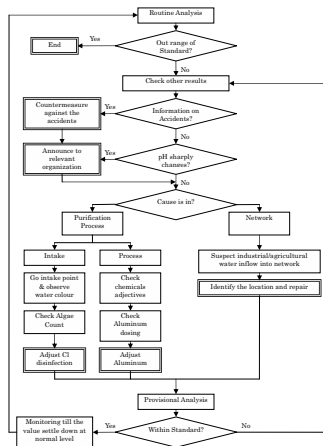 Routine Analysis
Yes
End
Out range of
Standard?
No
Check other results
Countermeasure
against the
accidents
Yes
Information on
Accidents?
No
Announce to
relevant
organization
Yes
pH sharply
changes?
No
Cause is in?
Purification
Process
Network
Intake
Process
Suspect industrial/agricultural
water inflow into network
Go intake point
& observe
water colour
Check
chemicals
adjectives
Identify the location and repair
Check Algae
Count
Check
Aluminum
dosing
Adjust Cl
disinfection
Adjust
Aluminum
Provisional Analysis
Monitoring till the
value settle down at
normal level
Yes
Within Standard?
No